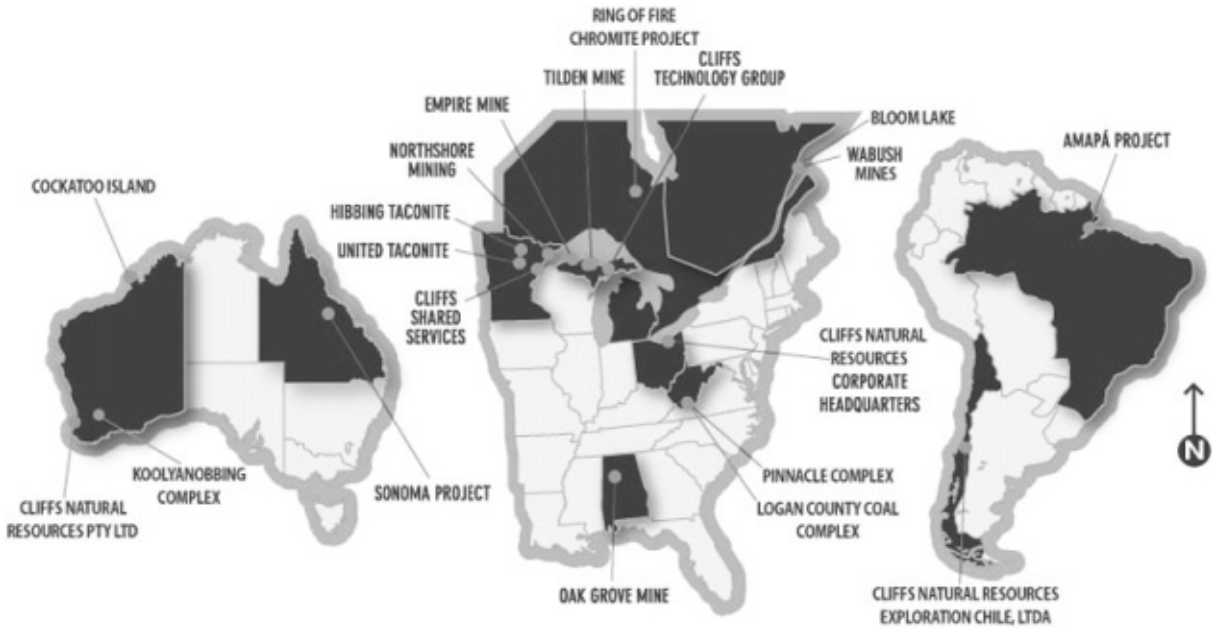 COCKATOO ISLAND
KOOLYANOBBING
COMPLEX
CLIFFS NATURAL
RESOURCES PTY LTD
SONOMA PROJECT
RING OF FIRE
CHROMITE PROJECT
CLIFFS
TECHNOLOGY GROUP
TILDEN MINE
EMPIRE MINE
NORTHSHORE
MINING
HIBBING TACONITE
UNITED TACONITE
CLIFFS
SHARED
SERVICES
BLOOM LAKE
WABUSH
MINES
CLIFFS NATURAL
RESOURCES
CORPORATE
HEADQUARTERS
PINNACLE COMPLEX
LOGAN COUNTY COAL
COMPLEX
OAK GROVE MINE
AMAPÁ PROJECT
CLIFFS NATURAL RESOURCES
EXPLORATION CHILE, LTDA
N